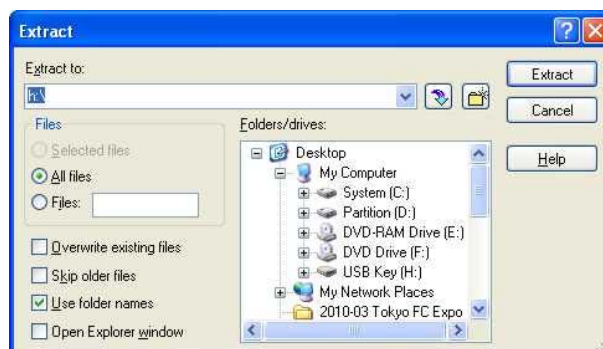 Extract
Extract to:
h:\
Files
Selected files
All files
Files:
Overwrite existing files
Skip older files
Use folder names
Open Explorer window
Folders/drives:
Desktop
My Computer
System (C:)
Partition (D:)
DVD-RAM Drive (E:)
DVD Drive (F:)
USB Key (H:)
My Network Places
2010-03 Tokyo FC Expo
Extract
Cancel
Help